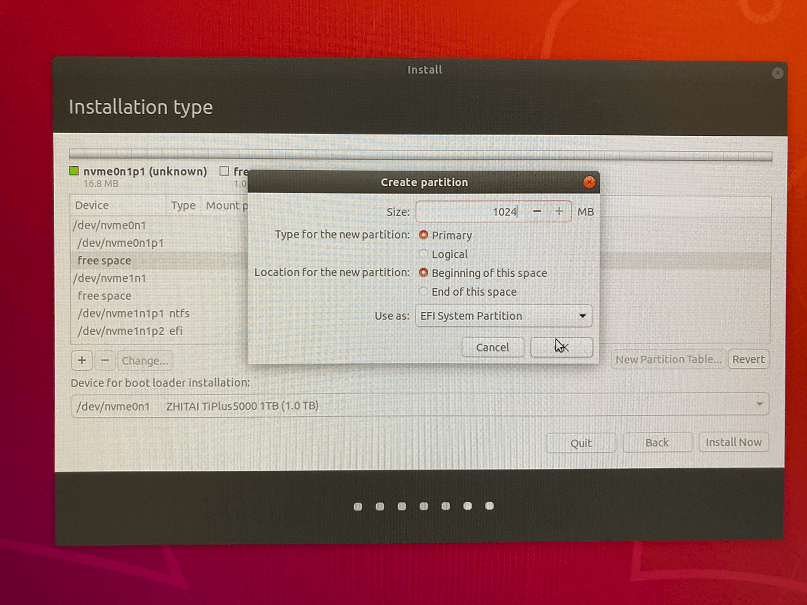 Install
Installation type
nvme0n1p1 (unknown)
16.8 MB
Create partition
Size: 1024 MB
Type for the new partition: Primary
Logical
Location for the new partition: Beginning of this space
End of this space
Use as: EFI System Partition
Cancel
Device Type Mount
/dev/nvme0n1
/dev/nvme0n1p1
free space
/dev/nvme1n1
free space
/dev/nvme1n1p1 ntfs
/dev/nvme1n1p2 efi
+ − Change... New Partition Table... Revert
Device for boot loader installation:
/dev/nvme0n1 ZHITAI TiPlus5000 1TB (1.0 TB)
Quit Back Install Now